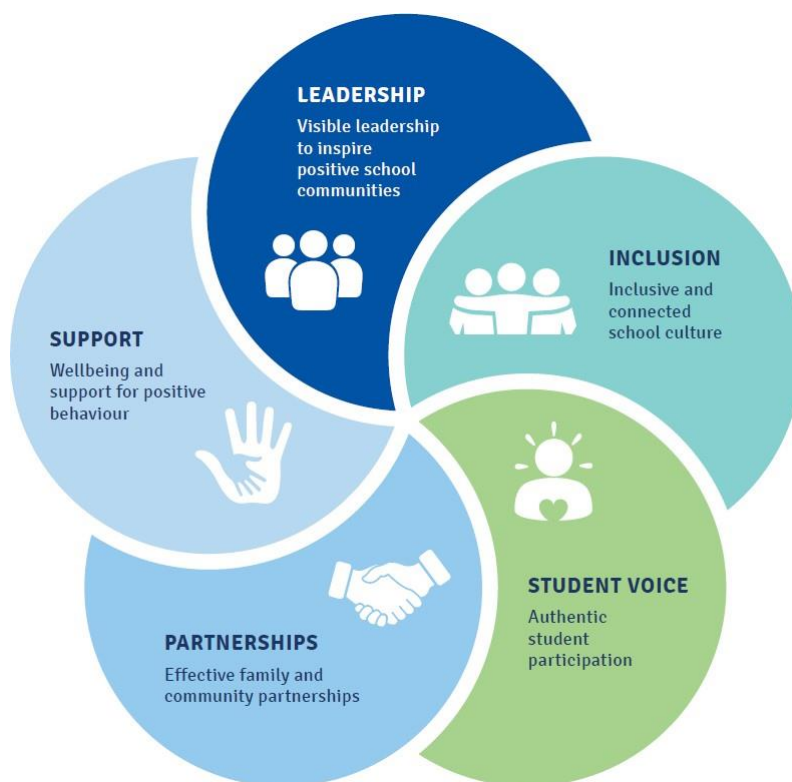 LEADERSHIP
Visible leadership
to inspire
positive school
communities
INCLUSION
Inclusive and
connected
school culture
STUDENT VOICE
Authentic
student
participation
PARTNERSHIPS
Effective family and
community partnerships
SUPPORT
Wellbeing and
support for positive
behaviour